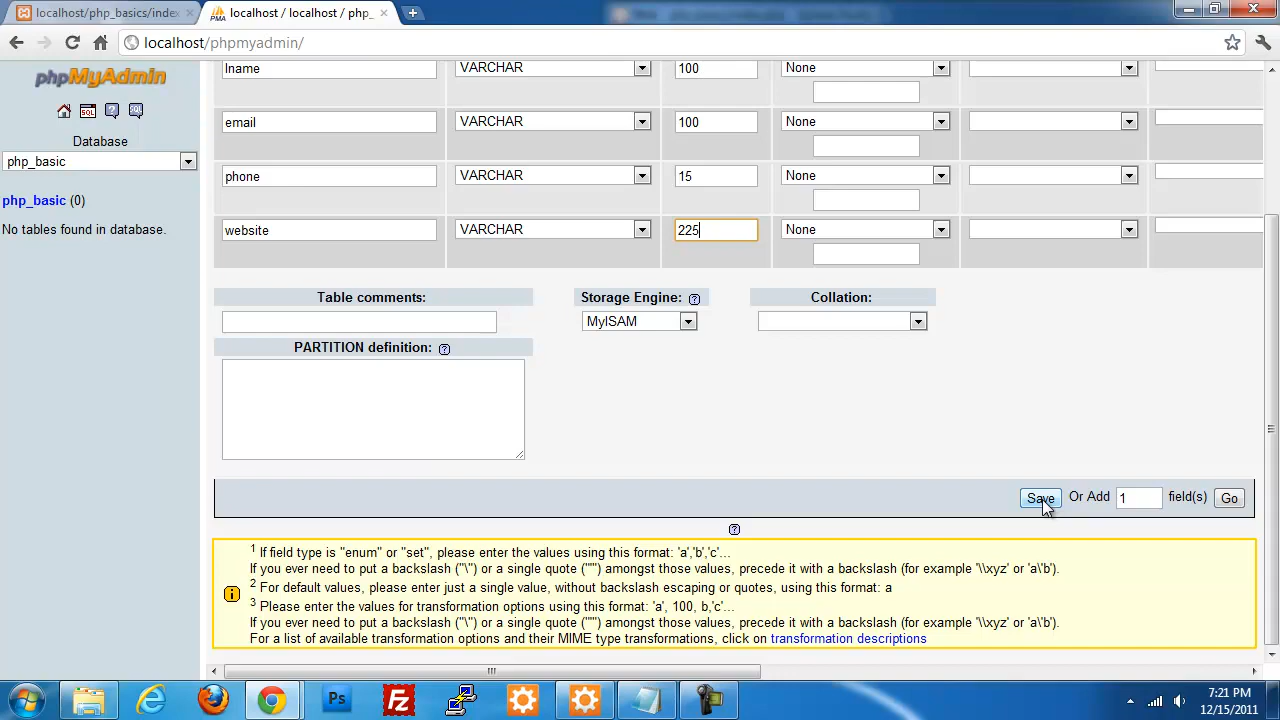 localhost/php_basics/index
localhost / localhost / php_
localhost/phpmyadmin/
phpMyAdmin
SQL
Database
php_basic
php_basic (0)
No tables found in database.
lname VARCHAR 100 None
email VARCHAR 100 None
phone VARCHAR 15 None
website VARCHAR 225 None
Table comments: Storage Engine: Collation:
MyISAM
PARTITION definition:
Save Or Add 1 field(s) Go
1 If field type is "enum" or "set", please enter the values using this format: 'a','b','c'...
If you ever need to put a backslash ("\") or a single quote ("'") amongst those values, precede it with a backslash (for example '\\xyz' or 'a\'b').
2 For default values, please enter just a single value, without backslash escaping or quotes, using this format: a
3 Please enter the values for transformation options using this format: 'a', 100, b,'c'...
If you ever need to put a backslash ("\") or a single quote ("'") amongst those values, precede it with a backslash (for example '\\xyz' or 'a\'b').
For a list of available transformation options and their MIME type transformations, click on transformation descriptions
Ps
Fz
7:21 PM
12/15/2011